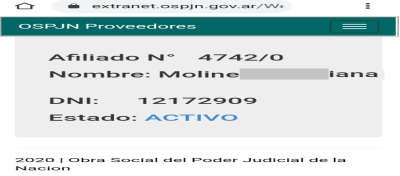 extranet.ospjn.gov.ar/W
OSPJN Proveedores
Afiliado N° 4742/0
Nombre: Moline iana
DNI: 12172909
Estado: ACTIVO
2020 | Obra Social del Poder Judicial de la
Nacion